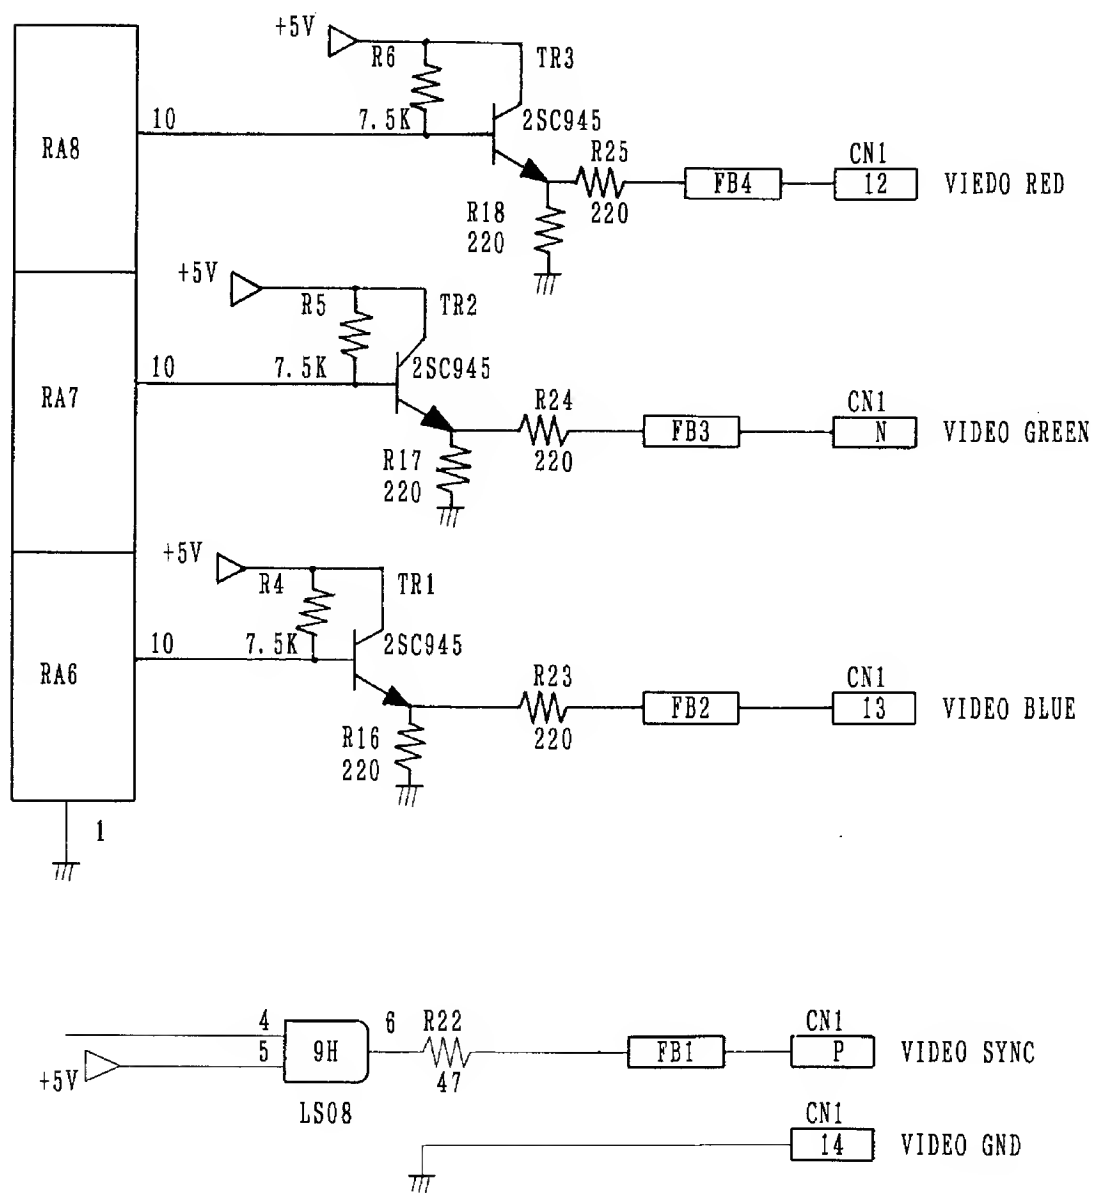 +5V
R6
TR3
10
7.5K
2SC945
RA8
R25
CN1
FB4
12
VIEDO RED
R18
220
220
+5V
R5
TR2
10
7.5K
2SC945
RA7
R24
CN1
FB3
N
VIDEO GREEN
R17
220
220
+5V
R4
TR1
10
7.5K
2SC945
RA6
R23
CN1
FB2
13
VIDEO BLUE
R16
220
220
1
4
6
R22
CN1
5
9H
FB1
P
VIDEO SYNC
+5V
47
LS08
CN1
14
VIDEO GND